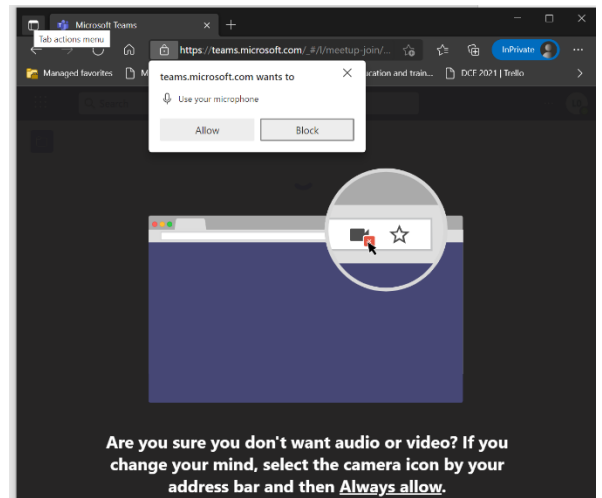 Microsoft Teams
Tab actions menu
https://teams.microsoft.com/_#/l/meetup-join/...
InPrivate
Managed favorites
M
ucation and train...
DCF 2021 | Trello
teams.microsoft.com wants to
Use your microphone
Allow
Block
Are you sure you don't want audio or video? If you
change your mind, select the camera icon by your
address bar and then Always allow.